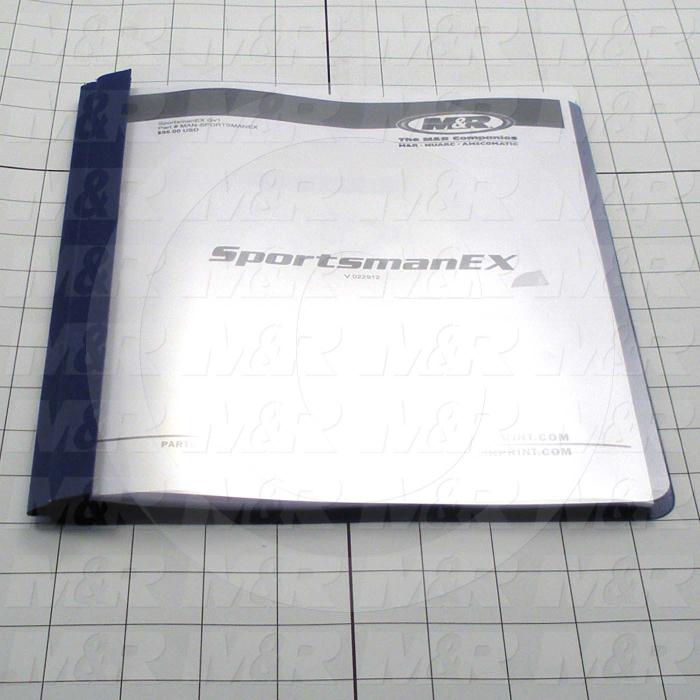 SportsmanEX Gv1
Part # MAN-SPORTSMANEX
$95.00 USD
M&R
The M&R Companies
M&R · NUARC · AMSCOMATIC
SportsmanEX
V 022912